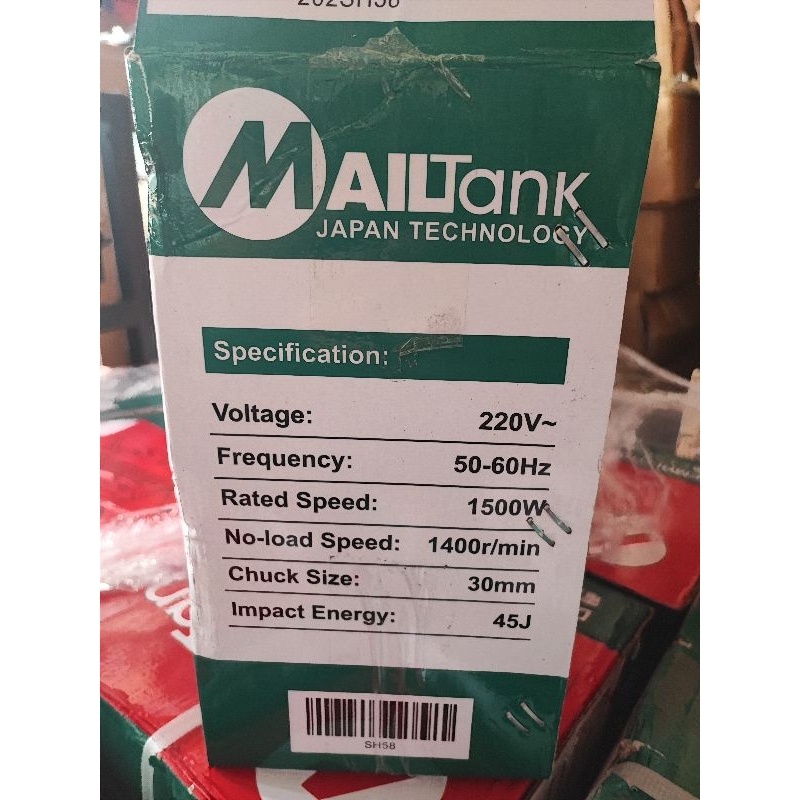 MAILTank
JAPAN TECHNOLOGY
Specification:
Voltage: 220V~
Frequency: 50-60Hz
Rated Speed: 1500W
No-load Speed: 1400r/min
Chuck Size: 30mm
Impact Energy: 45J
SH58